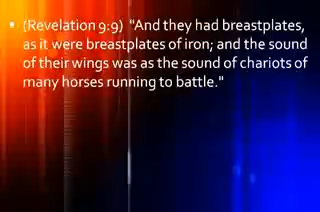 • (Revelation 9:9) "And they had breastplates,
as it were breastplates of iron; and the sound
of their wings was as the sound of chariots of
many horses running to battle."